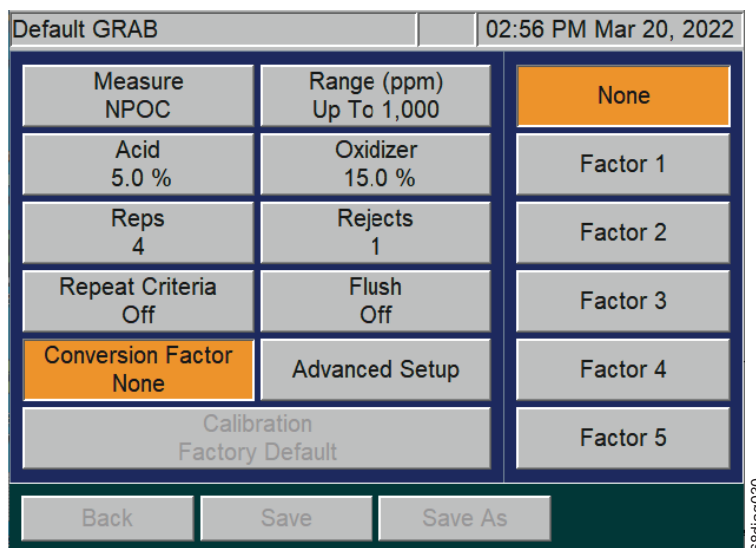 Default GRAB
02:56 PM Mar 20, 2022
Measure
NPOC
Range (ppm)
Up To 1,000
None
Acid
5.0 %
Oxidizer
15.0 %
Factor 1
Reps
4
Rejects
1
Factor 2
Repeat Criteria
Off
Flush
Off
Factor 3
Conversion Factor
None
Advanced Setup
Factor 4
Calibration
Factory Default
Factor 5
Back
Save
Save As